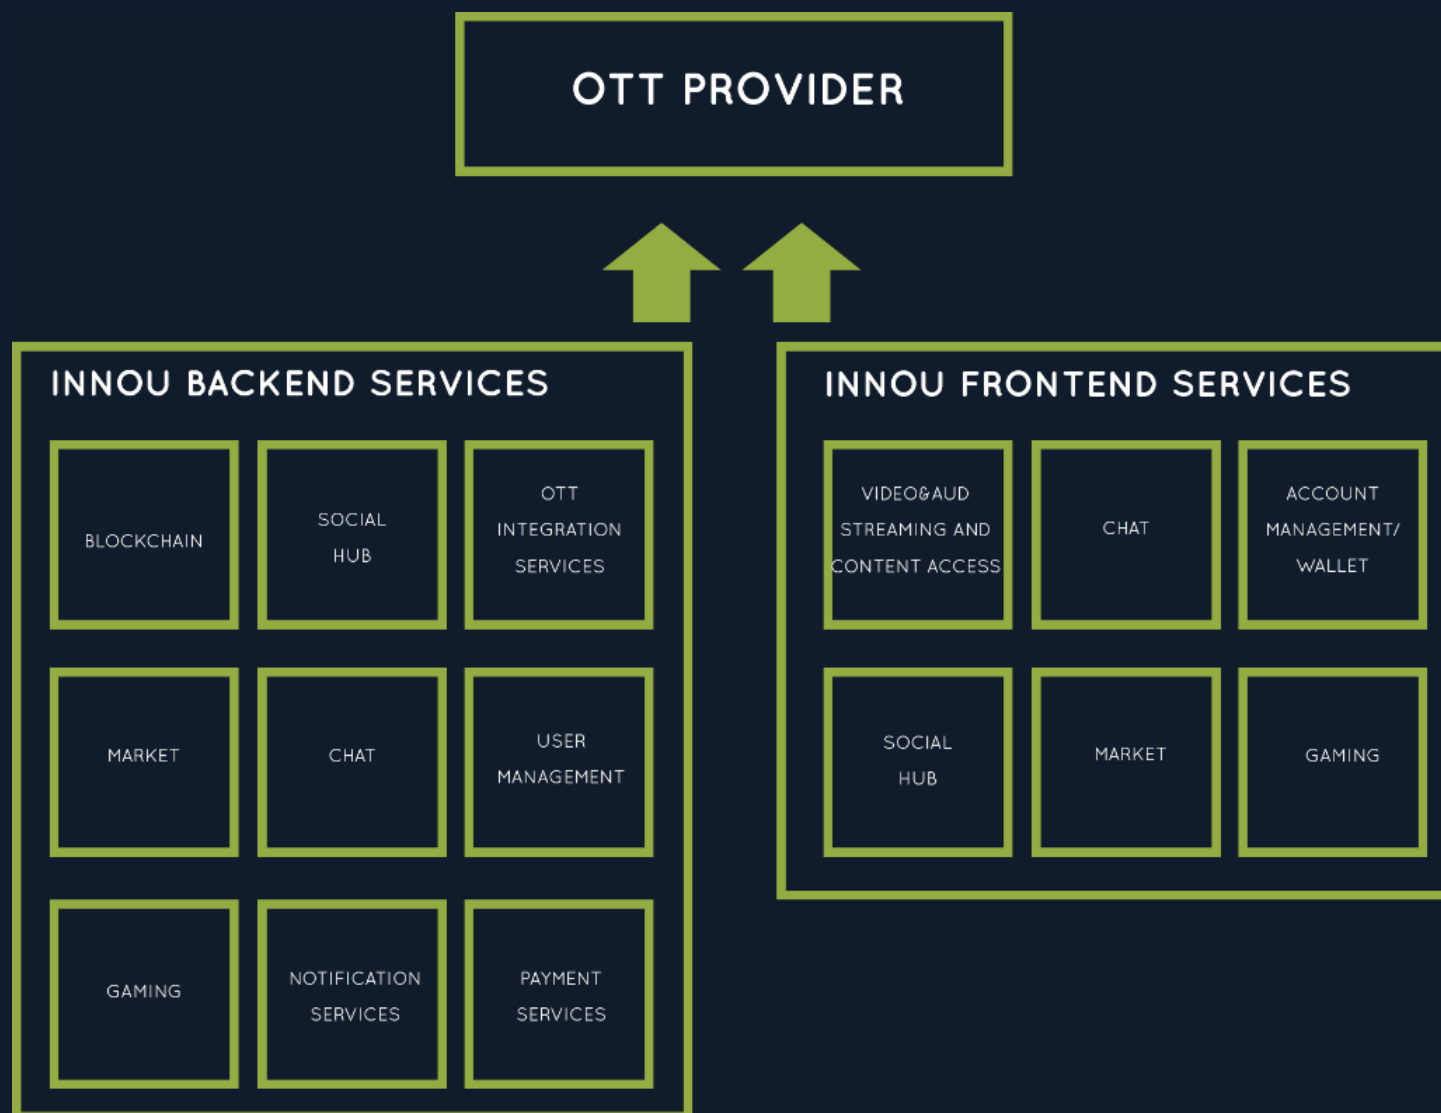 OTT PROVIDER
INNOU BACKEND SERVICES
BLOCKCHAIN
SOCIAL
HUB
OTT
INTEGRATION
SERVICES
MARKET
CHAT
USER
MANAGEMENT
GAMING
NOTIFICATION
SERVICES
PAYMENT
SERVICES
INNOU FRONTEND SERVICES
VIDEO&AUD
STREAMING AND
CONTENT ACCESS
CHAT
ACCOUNT
MANAGEMENT/
WALLET
SOCIAL
HUB
MARKET
GAMING